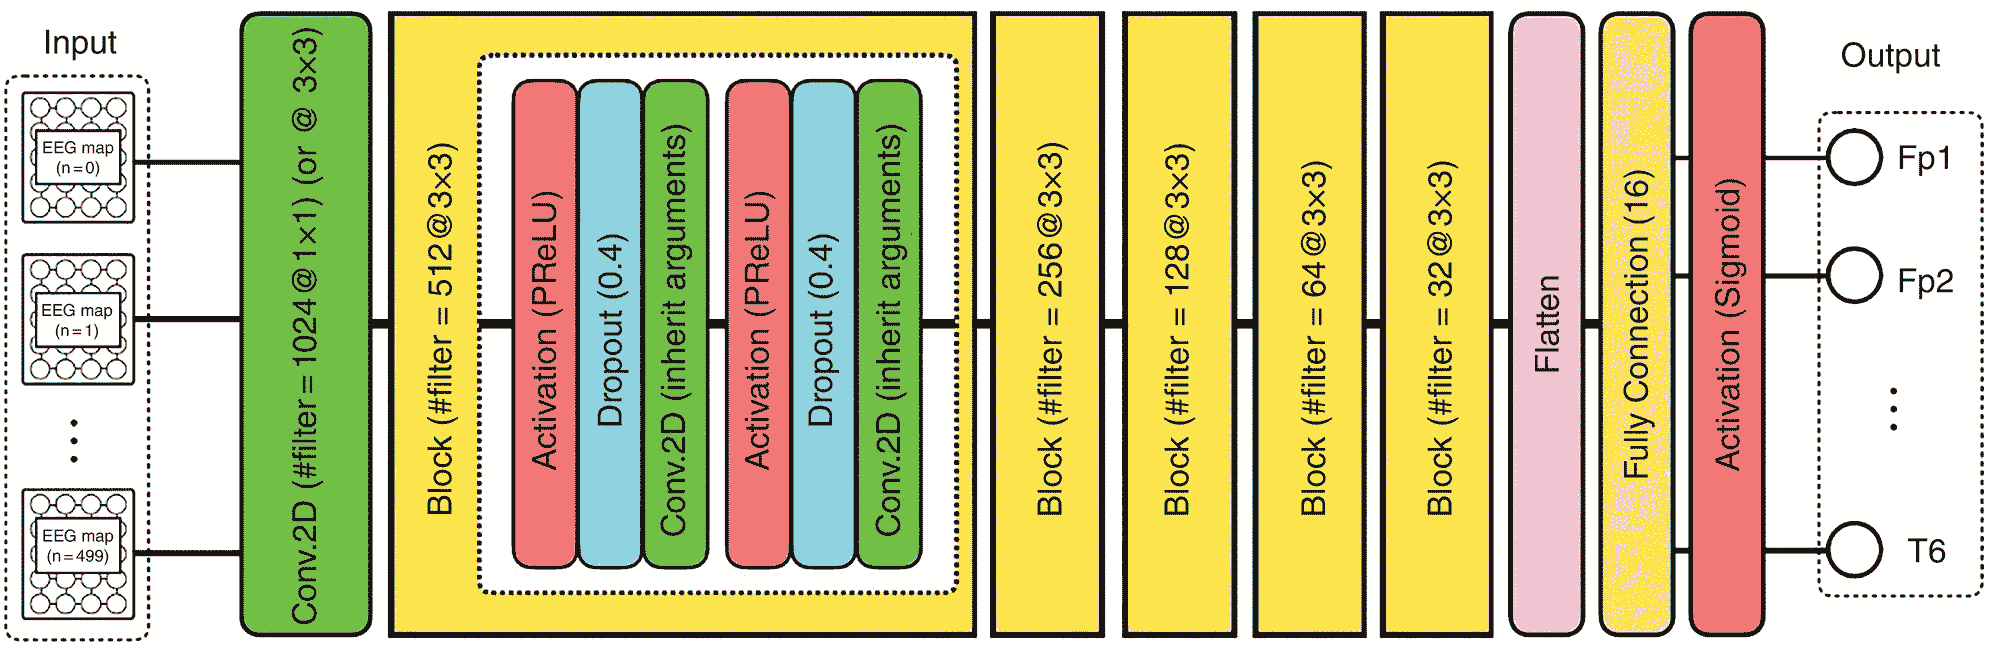 Input
EEG map
(n=0)
EEG map
(n=1)
EEG map
(n=499)
Conv.2D (#filter = 1024@1×1) (or @ 3×3)
Block (#filter = 512@3×3)
Activation (PReLU)
Dropout (0.4)
Conv.2D (inherit arguments)
Activation (PReLU)
Dropout (0.4)
Conv.2D (inherit arguments)
Block (#filter = 256@3×3)
Block (#filter = 128@3×3)
Block (#filter = 64@3×3)
Block (#filter = 32@3×3)
Flatten
Fully Connection (16)
Activation (Sigmoid)
Output
Fp1
Fp2
T6